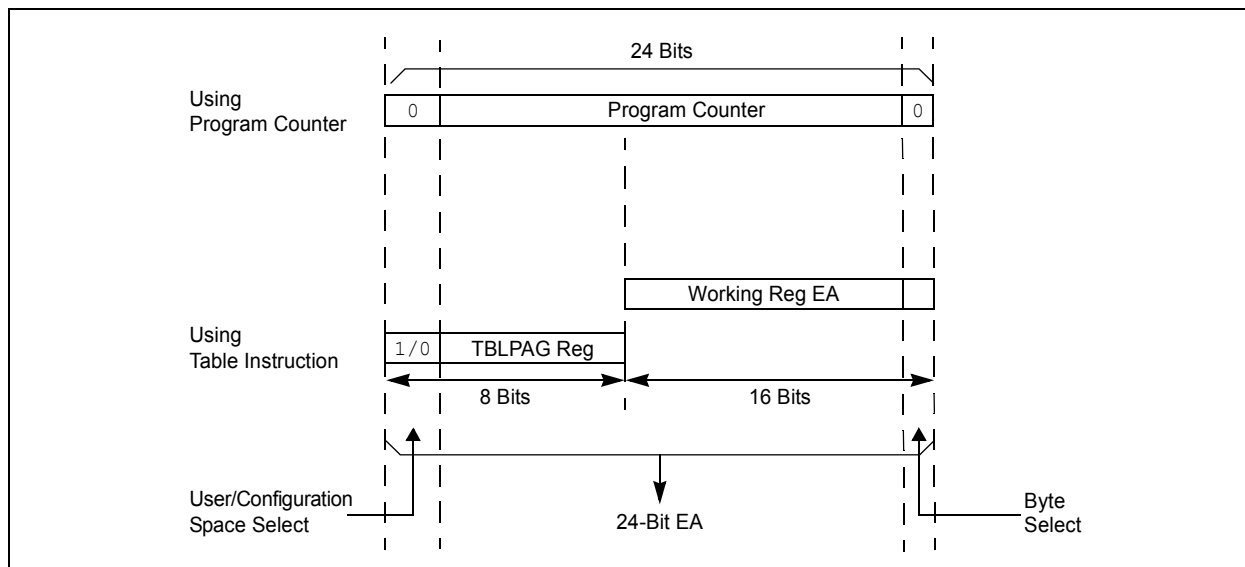 24 Bits
Using
Program Counter
0
Program Counter
0
Working Reg EA
Using
Table Instruction
1/0
TBLPAG Reg
8 Bits
16 Bits
User/Configuration
Space Select
24-Bit EA
Byte
Select